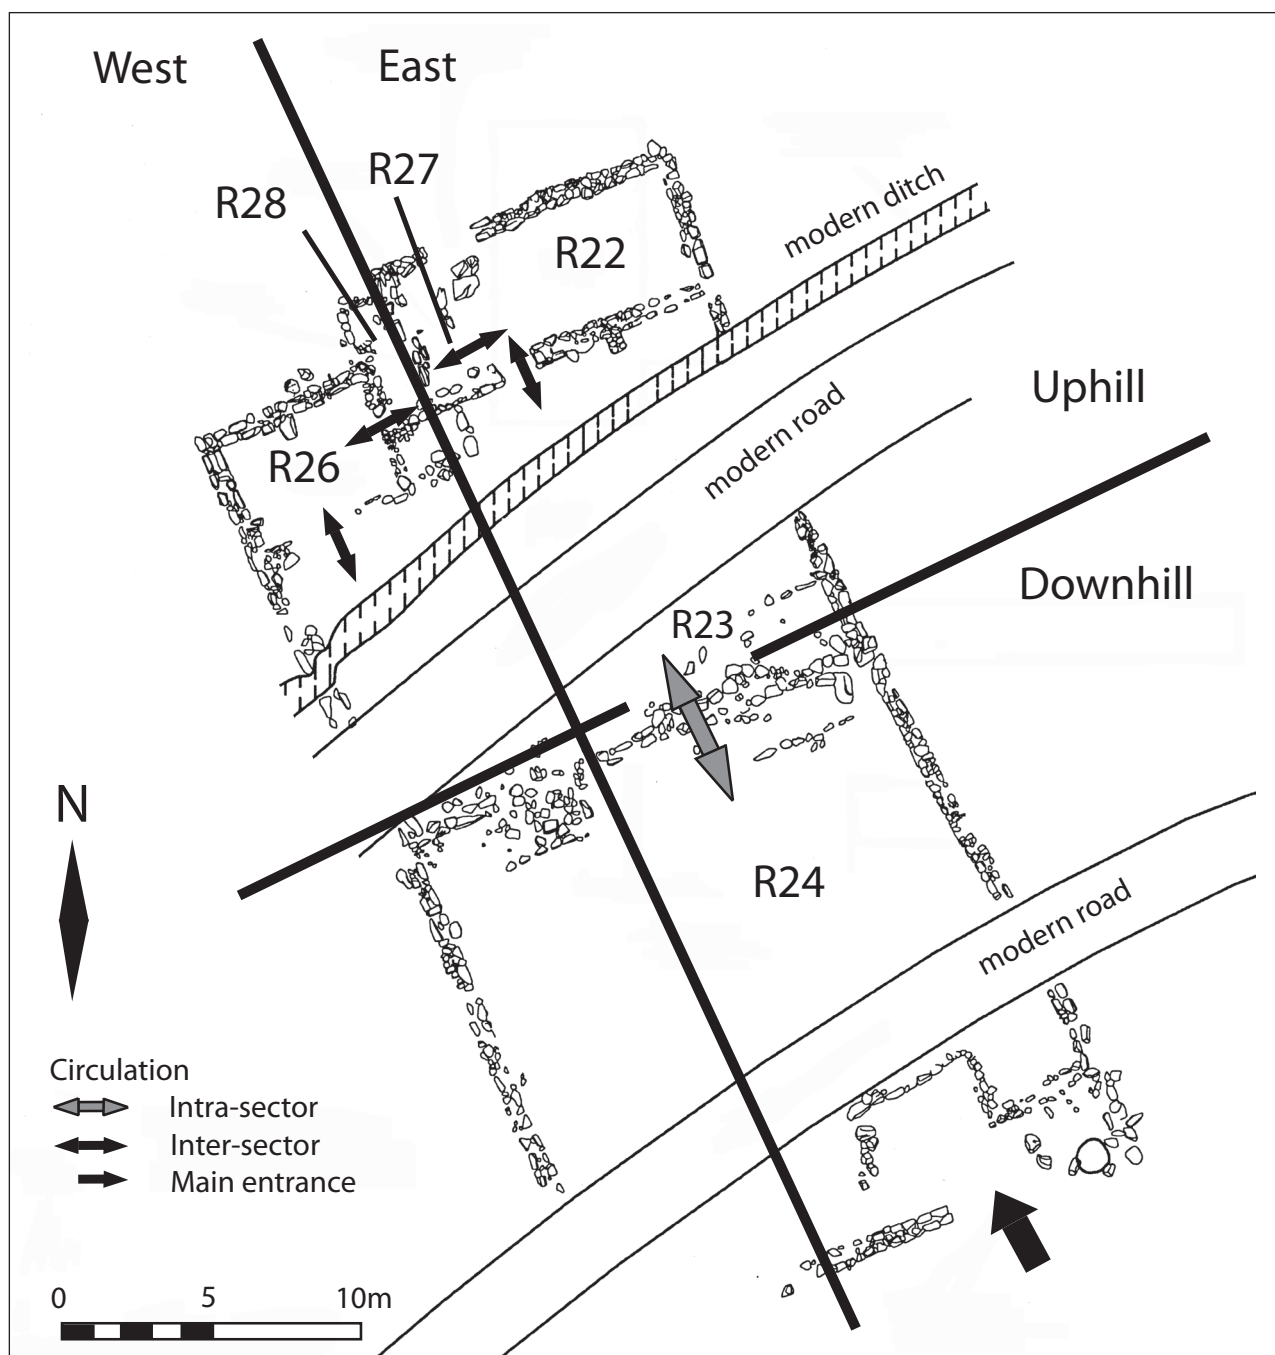 West
East
R27
R28
modern ditch
R22
Uphill
modern road
R26
Downhill
R23
N
R24
modern road
Circulation
Intra-sector
Inter-sector
Main entrance
0 5 10m